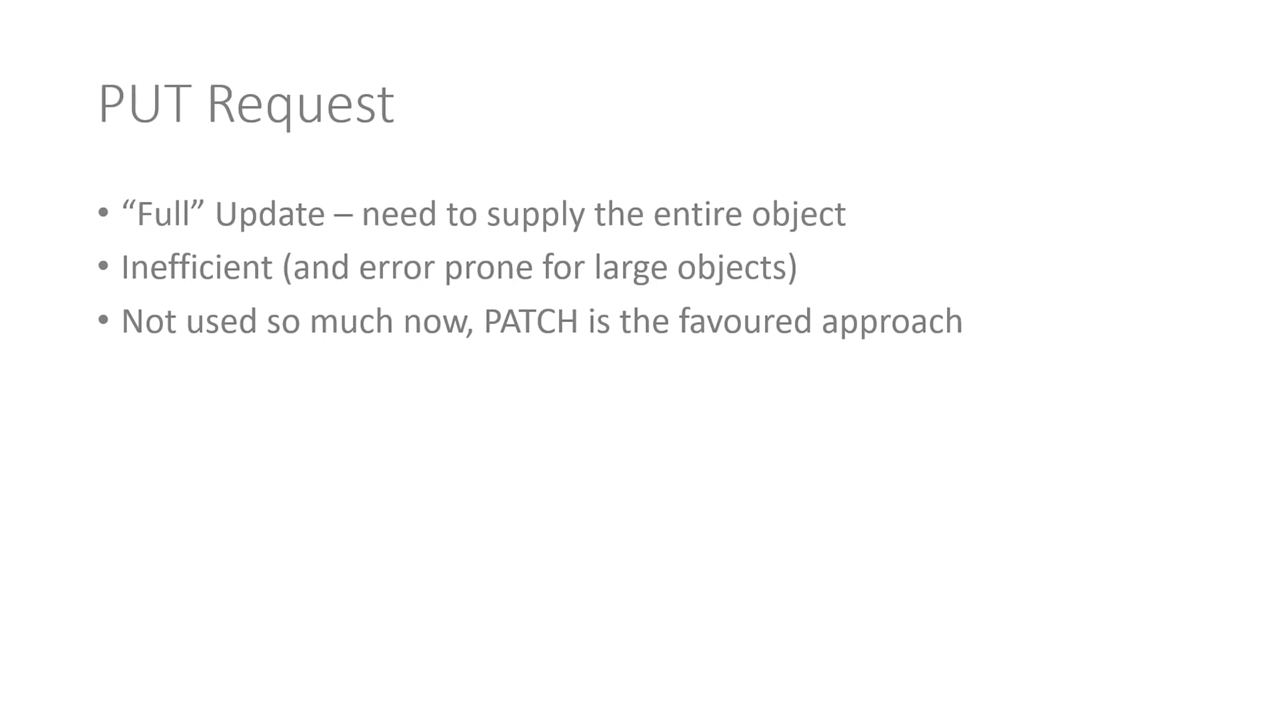 PUT Request
• “Full” Update – need to supply the entire object
• Inefficient (and error prone for large objects)
• Not used so much now, PATCH is the favoured approach